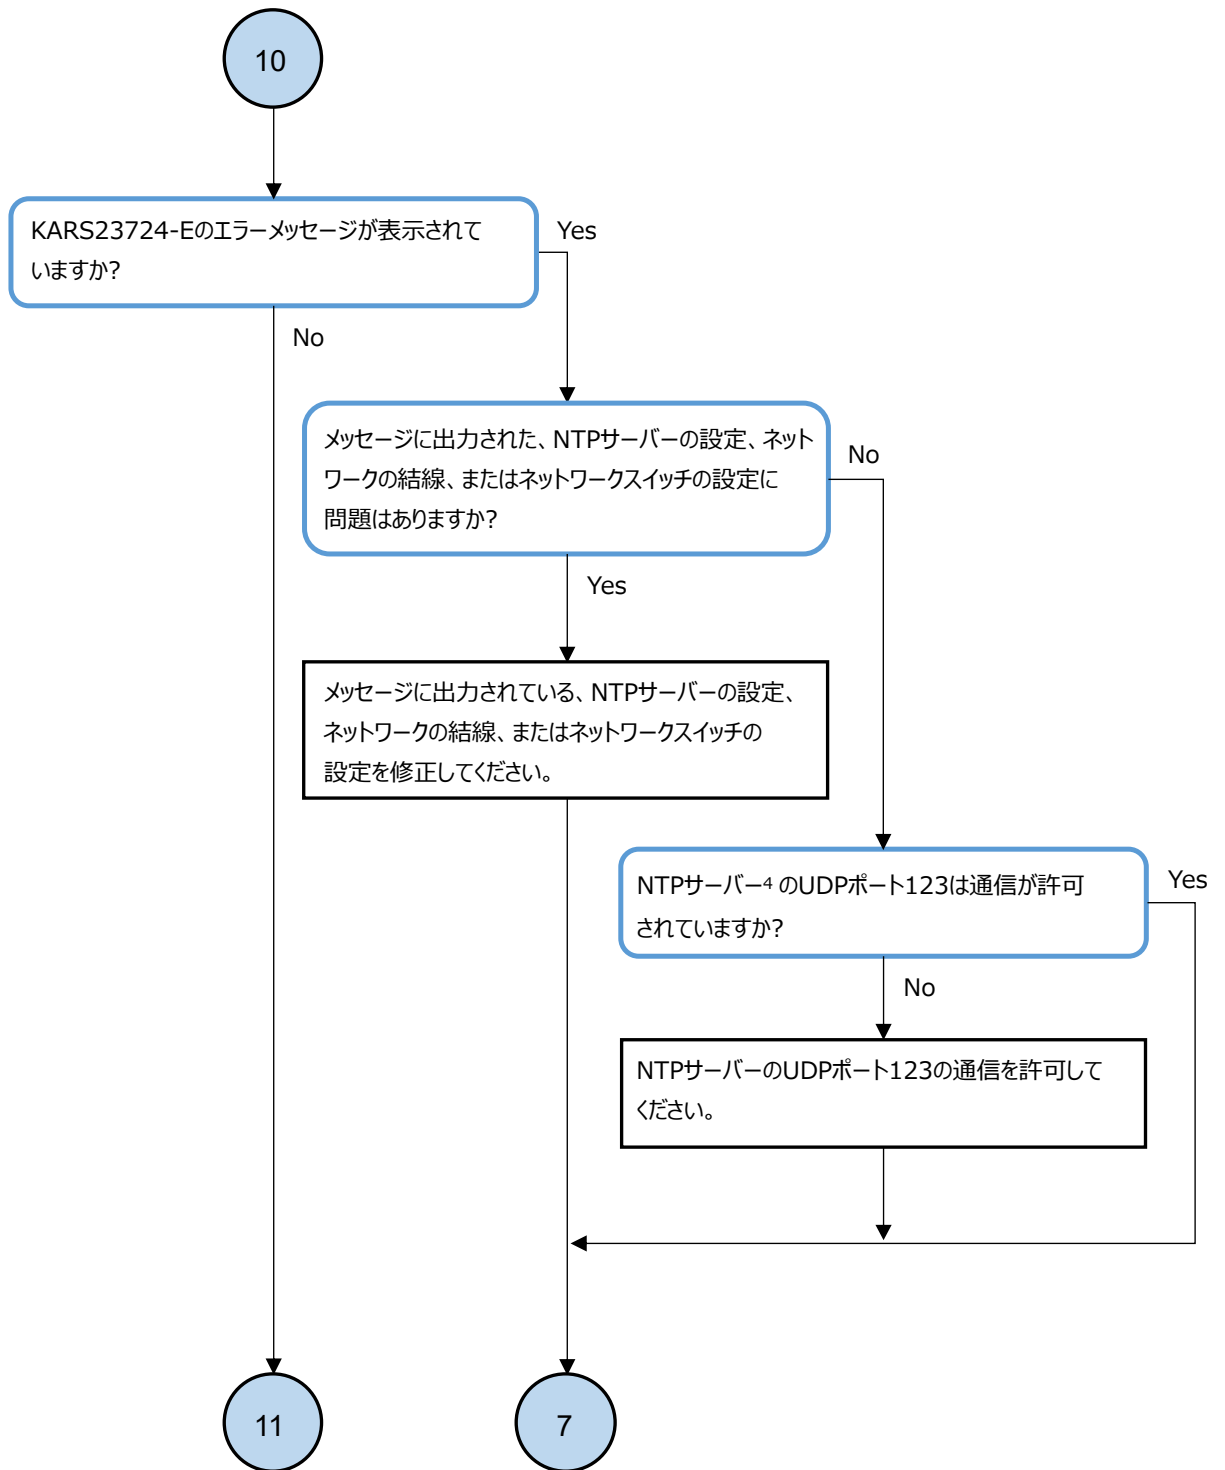 10
KARS23724-Eのエラーメッセージが表示されて
いますか?
Yes
No
メッセージに出力された、NTPサーバーの設定、ネット
ワークの結線、またはネットワークスイッチの設定に
問題はありますか?
No
Yes
メッセージに出力されている、NTPサーバーの設定、
ネットワークの結線、またはネットワークスイッチの
設定を修正してください。
NTPサーバー4 のUDPポート123は通信が許可
されていますか?
Yes
No
NTPサーバーのUDPポート123の通信を許可して
ください。
11
7